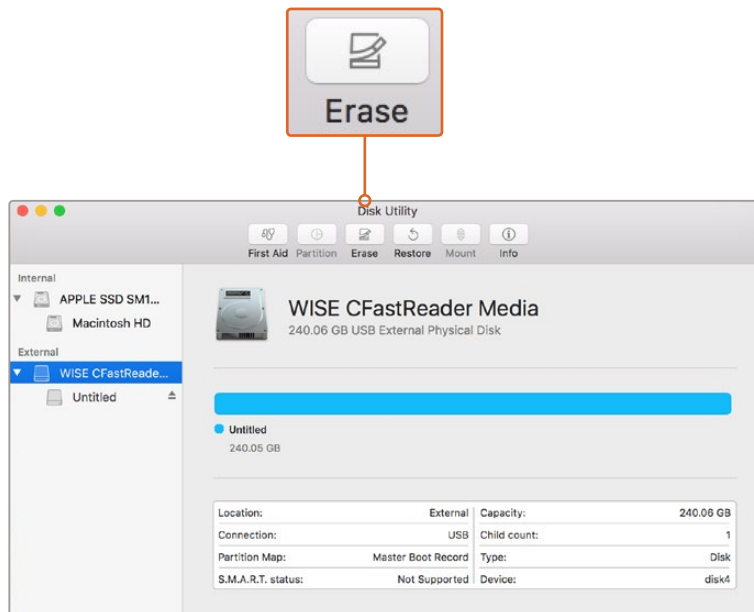 Erase
Disk Utility
First Aid Partition Erase Restore Mount Info
Internal
APPLE SSD SM1...
Macintosh HD
External
WISE CFastReade...
Untitled
WISE CFastReader Media
240.06 GB USB External Physical Disk
Untitled
240.05 GB
Location: External Capacity: 240.06 GB
Connection: USB Child count: 1
Partition Map: Master Boot Record Type: Disk
S.M.A.R.T. status: Not Supported Device: disk4